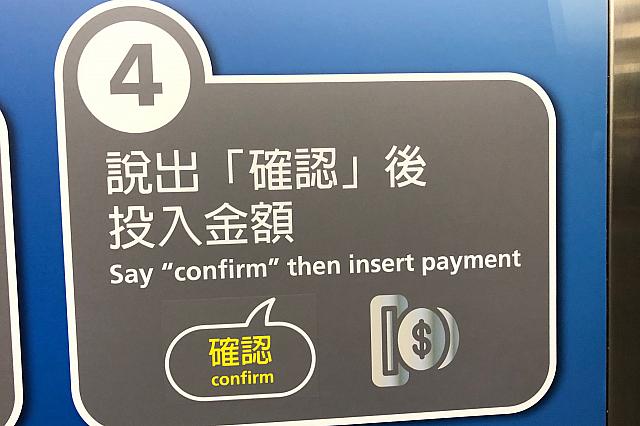 4
說出「確認」後
投入金額
Say “confirm” then insert payment
確認
confirm
$